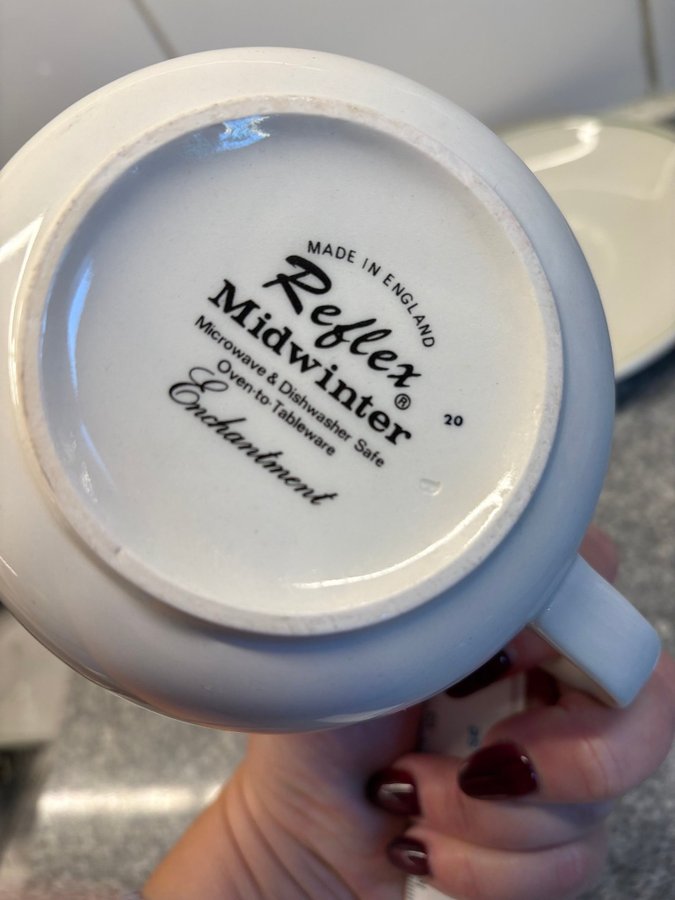 MADE IN ENGLAND
Reflex
Midwinter®
Microwave & Dishwasher Safe
Oven-to-Tableware
Enchantment
20